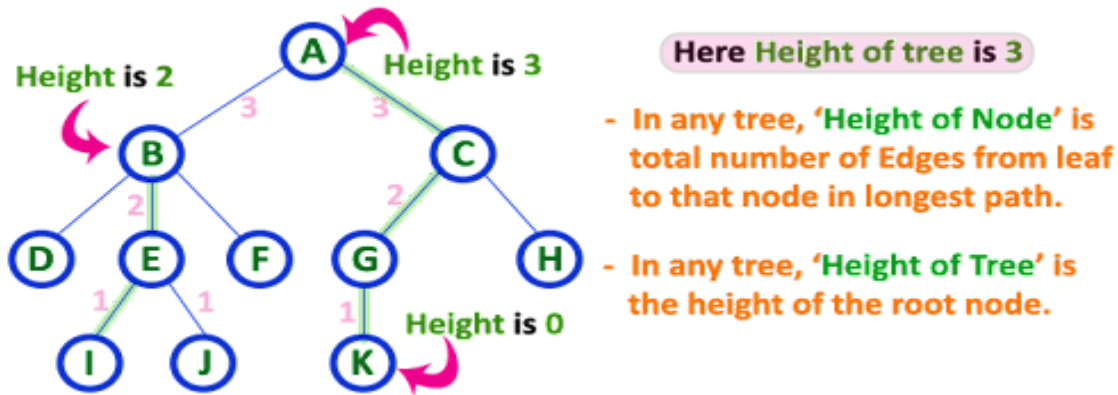 A
Height is 3
Here Height of tree is 3
Height is 2
3
3
- In any tree, ‘Height of Node’ is
total number of Edges from leaf
to that node in longest path.
B
C
2
2
D
E
F
G
H
- In any tree, ‘Height of Tree’ is
the height of the root node.
1
1
1
Height is 0
I
J
K